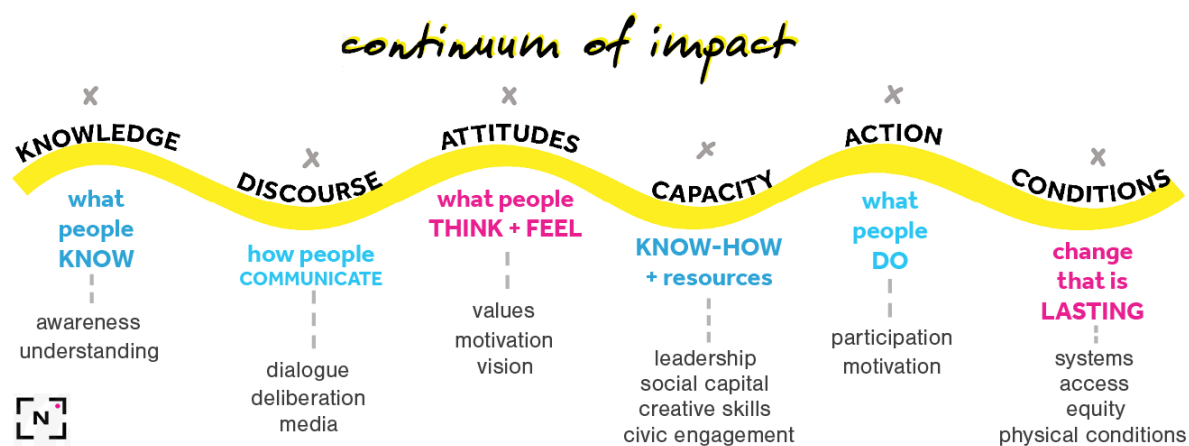 continuum of impact
KNOWLEDGE
what
people
KNOW
awareness
understanding
DISCOURSE
how people
COMMUNICATE
dialogue
deliberation
media
ATTITUDES
what people
THINK + FEEL
values
motivation
vision
CAPACITY
KNOW-HOW
+ resources
leadership
social capital
creative skills
civic engagement
ACTION
what
people
DO
participation
motivation
CONDITIONS
change
that is
LASTING
systems
access
equity
physical conditions
N